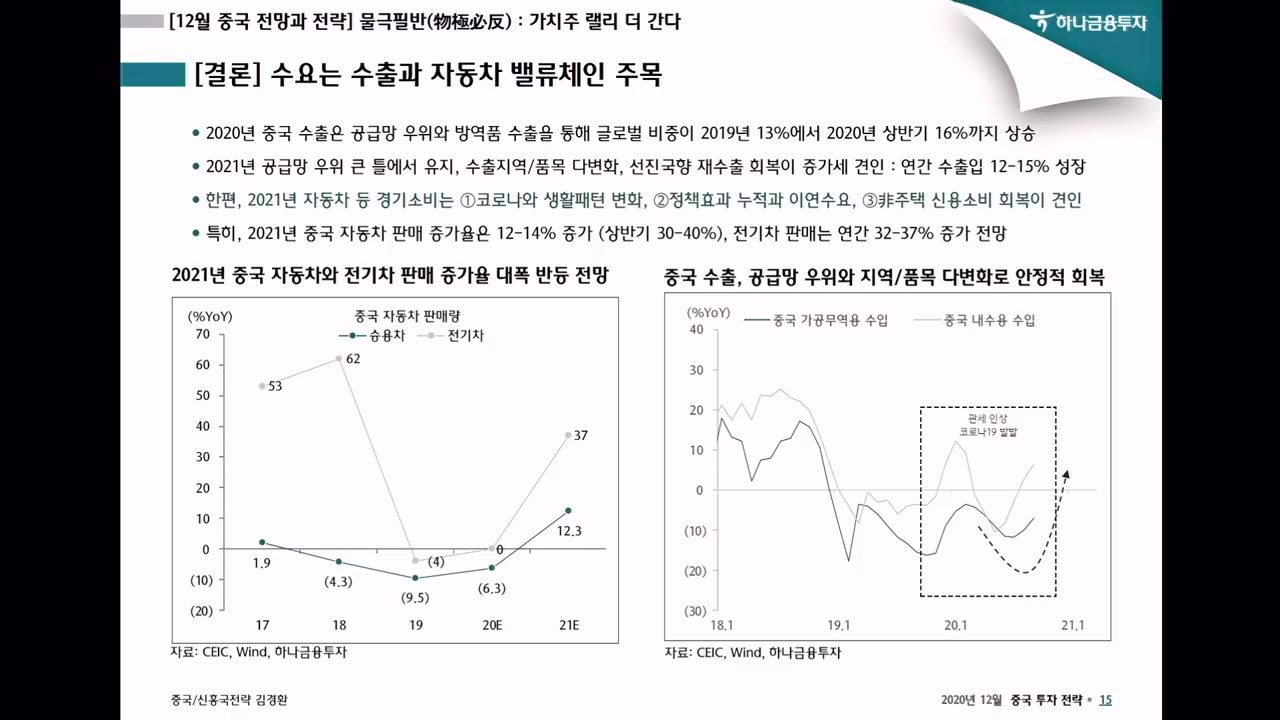 [12월 중국 전망과 전략] 물극필반(物極必反) : 가치주 랠리 더 간다
하나금융투자
[결론] 수요는 수출과 자동차 밸류체인 주목
• 2020년 중국 수출은 공급망 우위와 방역품 수출을 통해 글로벌 비중이 2019년 13%에서 2020년 상반기 16%까지 상승
• 2021년 공급망 우위 큰 틀에서 유지, 수출지역/품목 다변화, 선진국향 재수출 회복이 증가세 견인 : 연간 수출입 12-15% 성장
• 한편, 2021년 자동차 등 경기소비는 ①코로나와 생활패턴 변화, ②정책효과 누적과 이연수요, ③非주택 신용소비 회복이 견인
• 특히, 2021년 중국 자동차 판매 증가율은 12-14% 증가 (상반기 30-40%), 전기차 판매는 연간 32-37% 증가 전망
2021년 중국 자동차와 전기차 판매 증가율 대폭 반등 전망
(%YoY)
중국 자동차 판매량
승용차 전기차
70
60
50
40
30
20
10
0
(10)
(20)
53
62
(4)
0
37
1.9
(4.3)
(9.5)
(6.3)
12.3
17 18 19 20E 21E
자료: CEIC, Wind, 하나금융투자
중국 수출, 공급망 우위와 지역/품목 다변화로 안정적 회복
(%YoY)
중국 가공무역용 수입 중국 내수용 수입
40
30
20
10
0
(10)
(20)
(30)
관세 인상
코로나19 발발
18.1 19.1 20.1 21.1
자료: CEIC, Wind, 하나금융투자
중국/신흥국전략 김경환
2020년 12월 중국 투자 전략 • 15